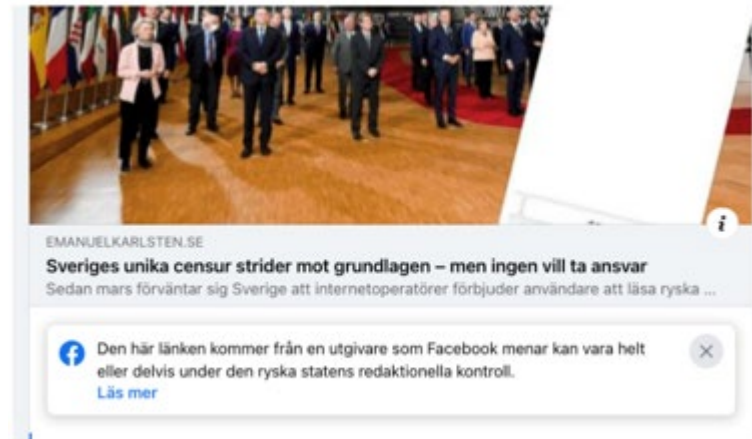 EMANUELKARLSTEN.SE
Sveriges unika censur strider mot grundlagen – men ingen vill ta ansvar
Sedan mars förväntar sig Sverige att internetoperatörer förbjuder användare att läsa ryska ...
Den här länken kommer från en utgivare som Facebook menar kan vara helt
eller delvis under den ryska statens redaktionella kontroll.
Läs mer